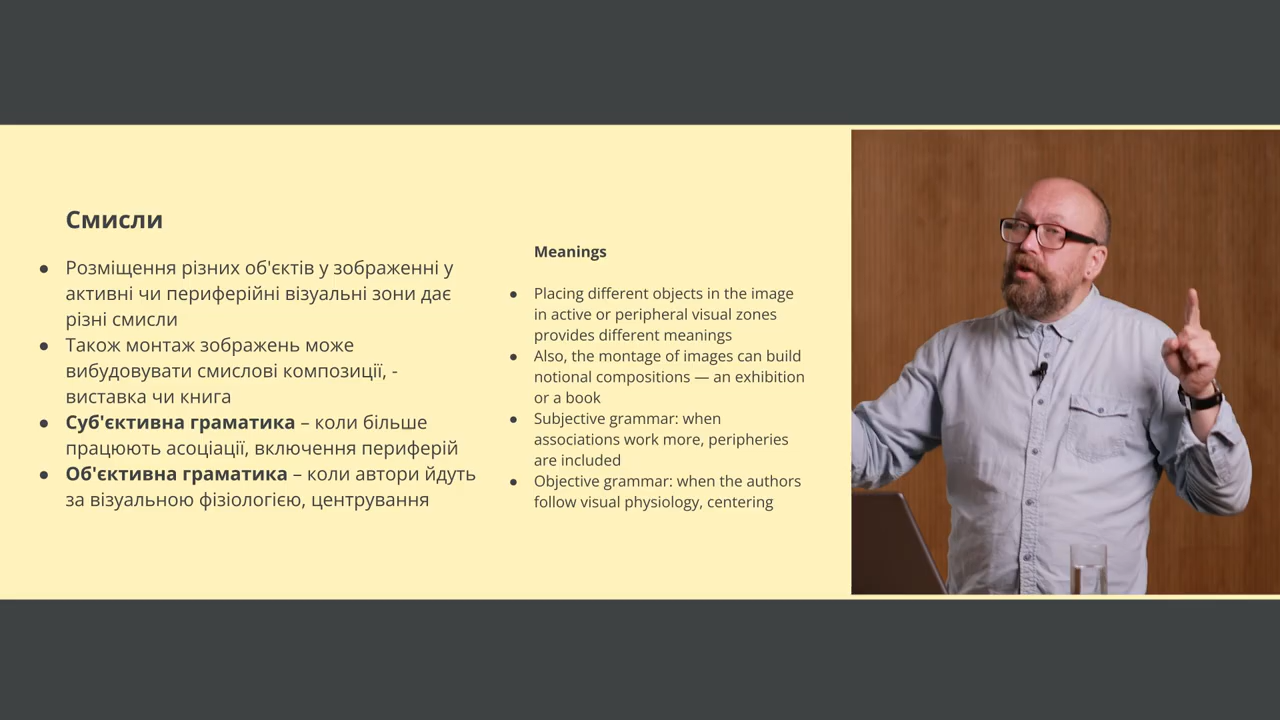 Смисли
● Розміщення різних об'єктів у зображенні у
активні чи периферійні візуальні зони дає
різні смисли
● Також монтаж зображень може
вибудовувати смислові композиції, -
виставка чи книга
● Суб'єктивна граматика – коли більше
працюють асоціації, включення периферій
● Об'єктивна граматика – коли автори йдуть
за візуальною фізіологією, центрування
Meanings
● Placing different objects in the image
in active or peripheral visual zones
provides different meanings
● Also, the montage of images can build
notional compositions — an exhibition
or a book
● Subjective grammar: when
associations work more, peripheries
are included
● Objective grammar: when the authors
follow visual physiology, centering